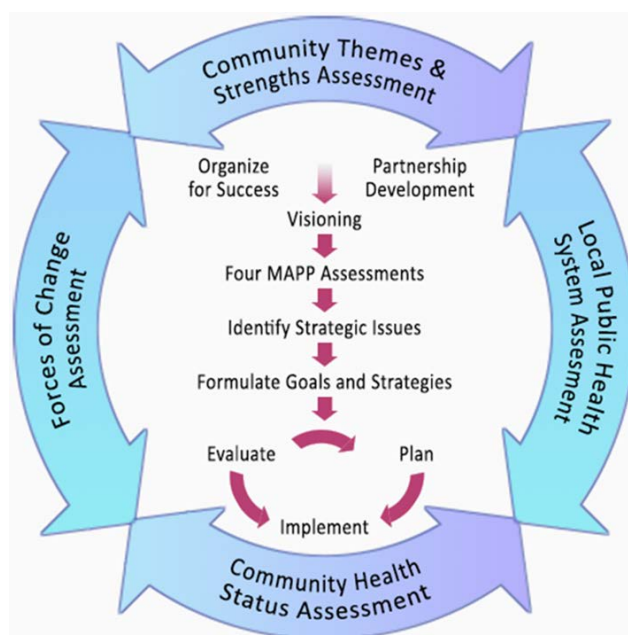 Community Themes &
Strengths Assessment
Organize
for Success
Partnership
Development
Visioning
Four MAPP Assessments
Identify Strategic Issues
Formulate Goals and Strategies
Evaluate
Plan
Implement
Forces of Change
Assessment
Local Public Health
System Assesment
Community Health
Status Assessment